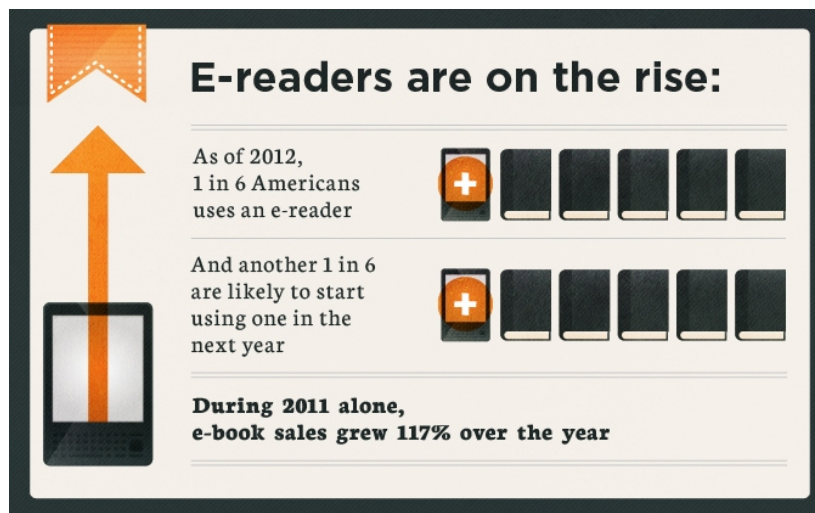 E-readers are on the rise:
As of 2012,
1 in 6 Americans
uses an e-reader
And another 1 in 6
are likely to start
using one in the
next year
During 2011 alone,
e-book sales grew 117% over the year